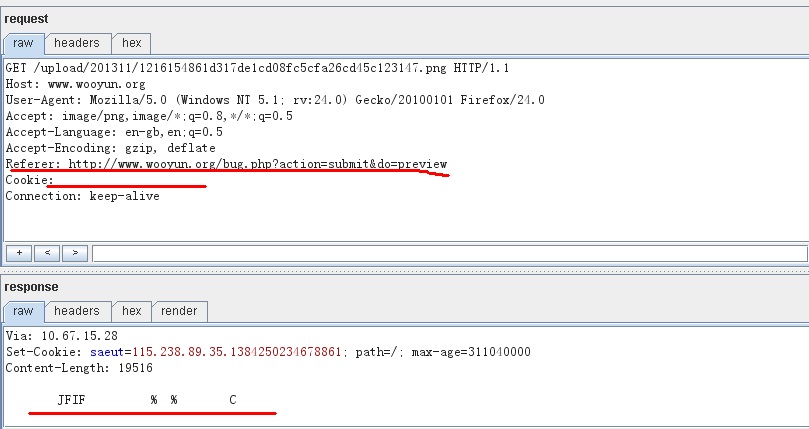 request
raw headers hex
GET /upload/201311/1216154861d317de1cd08fc5cfa26cd45c123147.png HTTP/1.1
Host: www.wooyun.org
User-Agent: Mozilla/5.0 (Windows NT 5.1; rv:24.0) Gecko/20100101 Firefox/24.0
Accept: image/png,image/*;q=0.8,*/*;q=0.5
Accept-Language: en-gb,en;q=0.5
Accept-Encoding: gzip, deflate
Referer: http://www.wooyun.org/bug.php?action=submit&do=preview
Cookie:
Connection: keep-alive
+ < >
response
raw headers hex render
Via: 10.67.15.28
Set-Cookie: saeut=115.238.89.35.1384250234678861; path=/; max-age=311040000
Content-Length: 19516
JFIF % % C